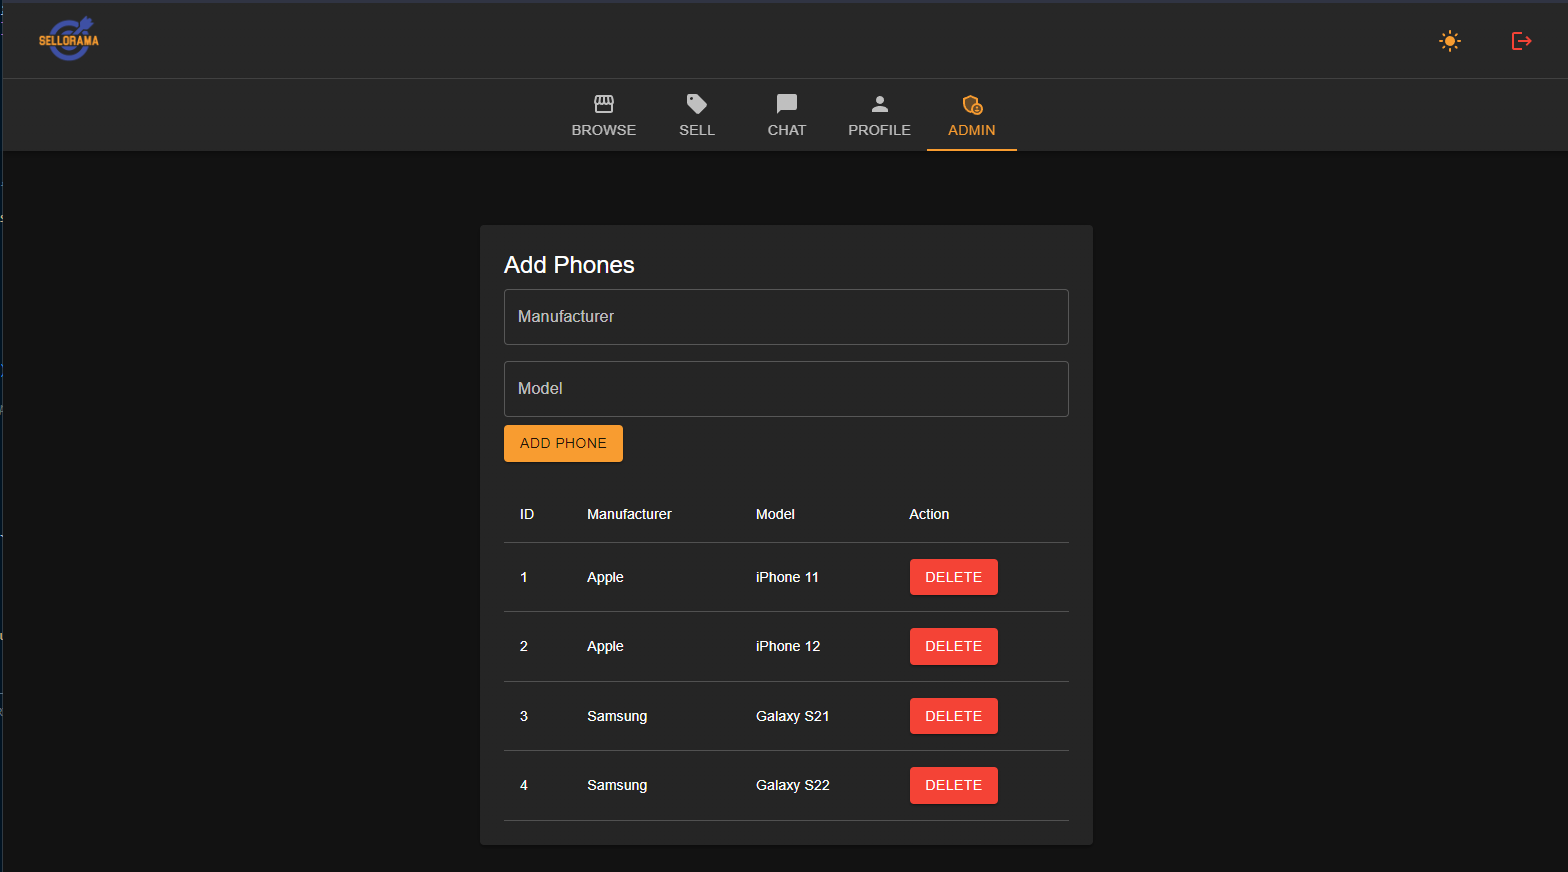 SELLORAMA
BROWSE SELL CHAT PROFILE ADMIN
Add Phones
Manufacturer
Model
ADD PHONE
ID Manufacturer Model Action
1 Apple iPhone 11 DELETE
2 Apple iPhone 12 DELETE
3 Samsung Galaxy S21 DELETE
4 Samsung Galaxy S22 DELETE